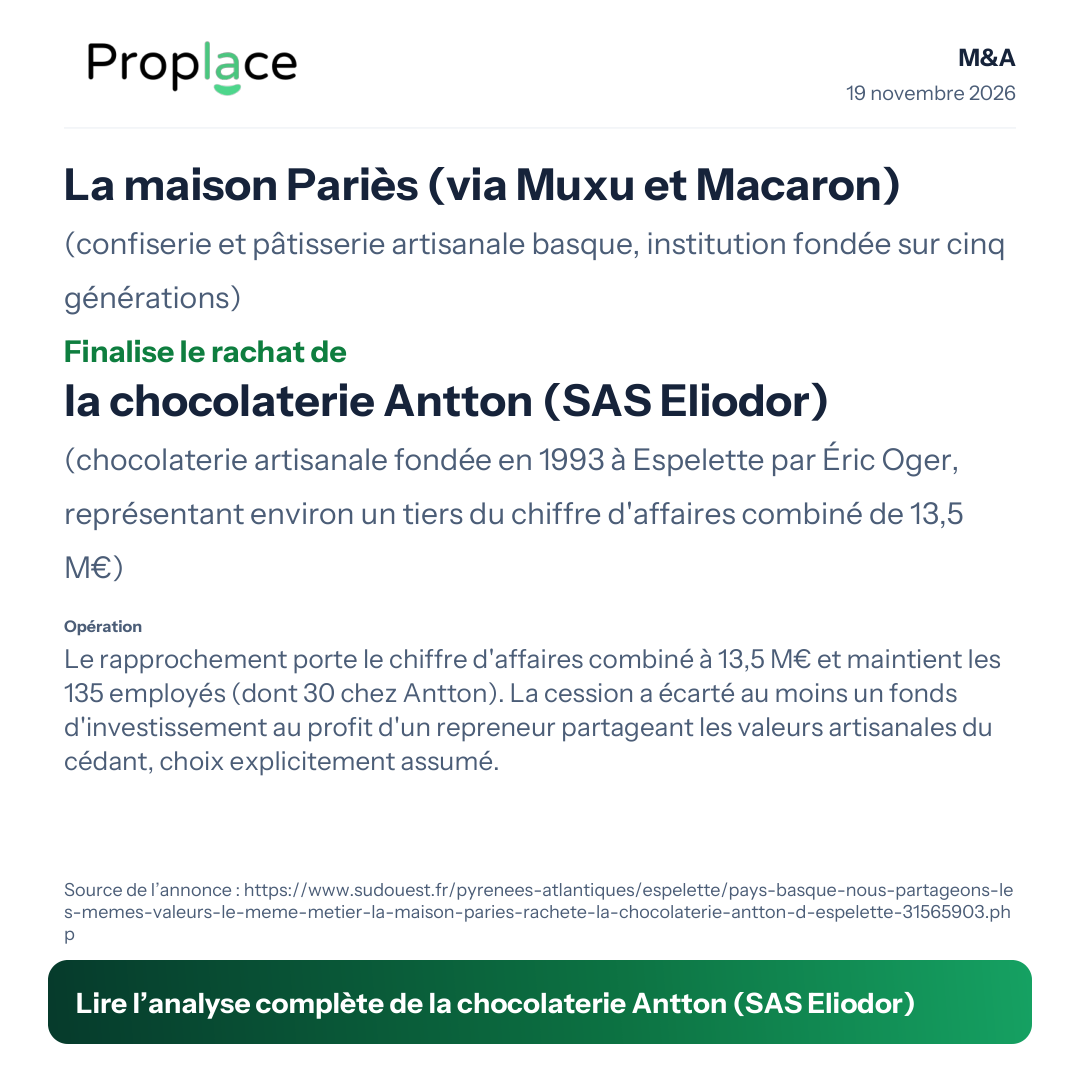 Proplace
M&A
19 novembre 2026
La maison Pariès (via Muxu et Macaron)
(confiserie et pâtisserie artisanale basque, institution fondée sur cinq
générations)
Finalise le rachat de
la chocolaterie Antton (SAS Eliodor)
(chocolaterie artisanale fondée en 1993 à Espelette par Éric Oger,
représentant environ un tiers du chiffre d'affaires combiné de 13,5
M€)
Opération
Le rapprochement porte le chiffre d'affaires combiné à 13,5 M€ et maintient les
135 employés (dont 30 chez Antton). La cession a écarté au moins un fonds
d'investissement au profit d'un repreneur partageant les valeurs artisanales du
cédant, choix explicitement assumé.
Source de l’annonce : https://www.sudouest.fr/pyrenees-atlantiques/espelette/pays-basque-nous-partageons-le
s-memes-valeurs-le-meme-metier-la-maison-paries-rachete-la-chocolaterie-antton-d-espelette-31565903.ph
p
Lire l’analyse complète de la chocolaterie Antton (SAS Eliodor)